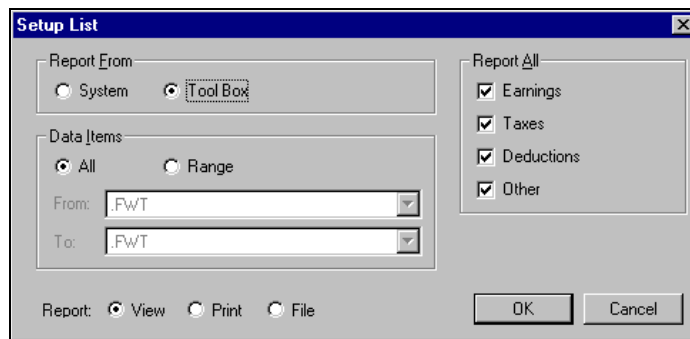 Setup List
Report From
System Tool Box
Data Items
All Range
From: .FWT
To: .FWT
Report All
Earnings
Taxes
Deductions
Other
Report: View Print File
OK Cancel